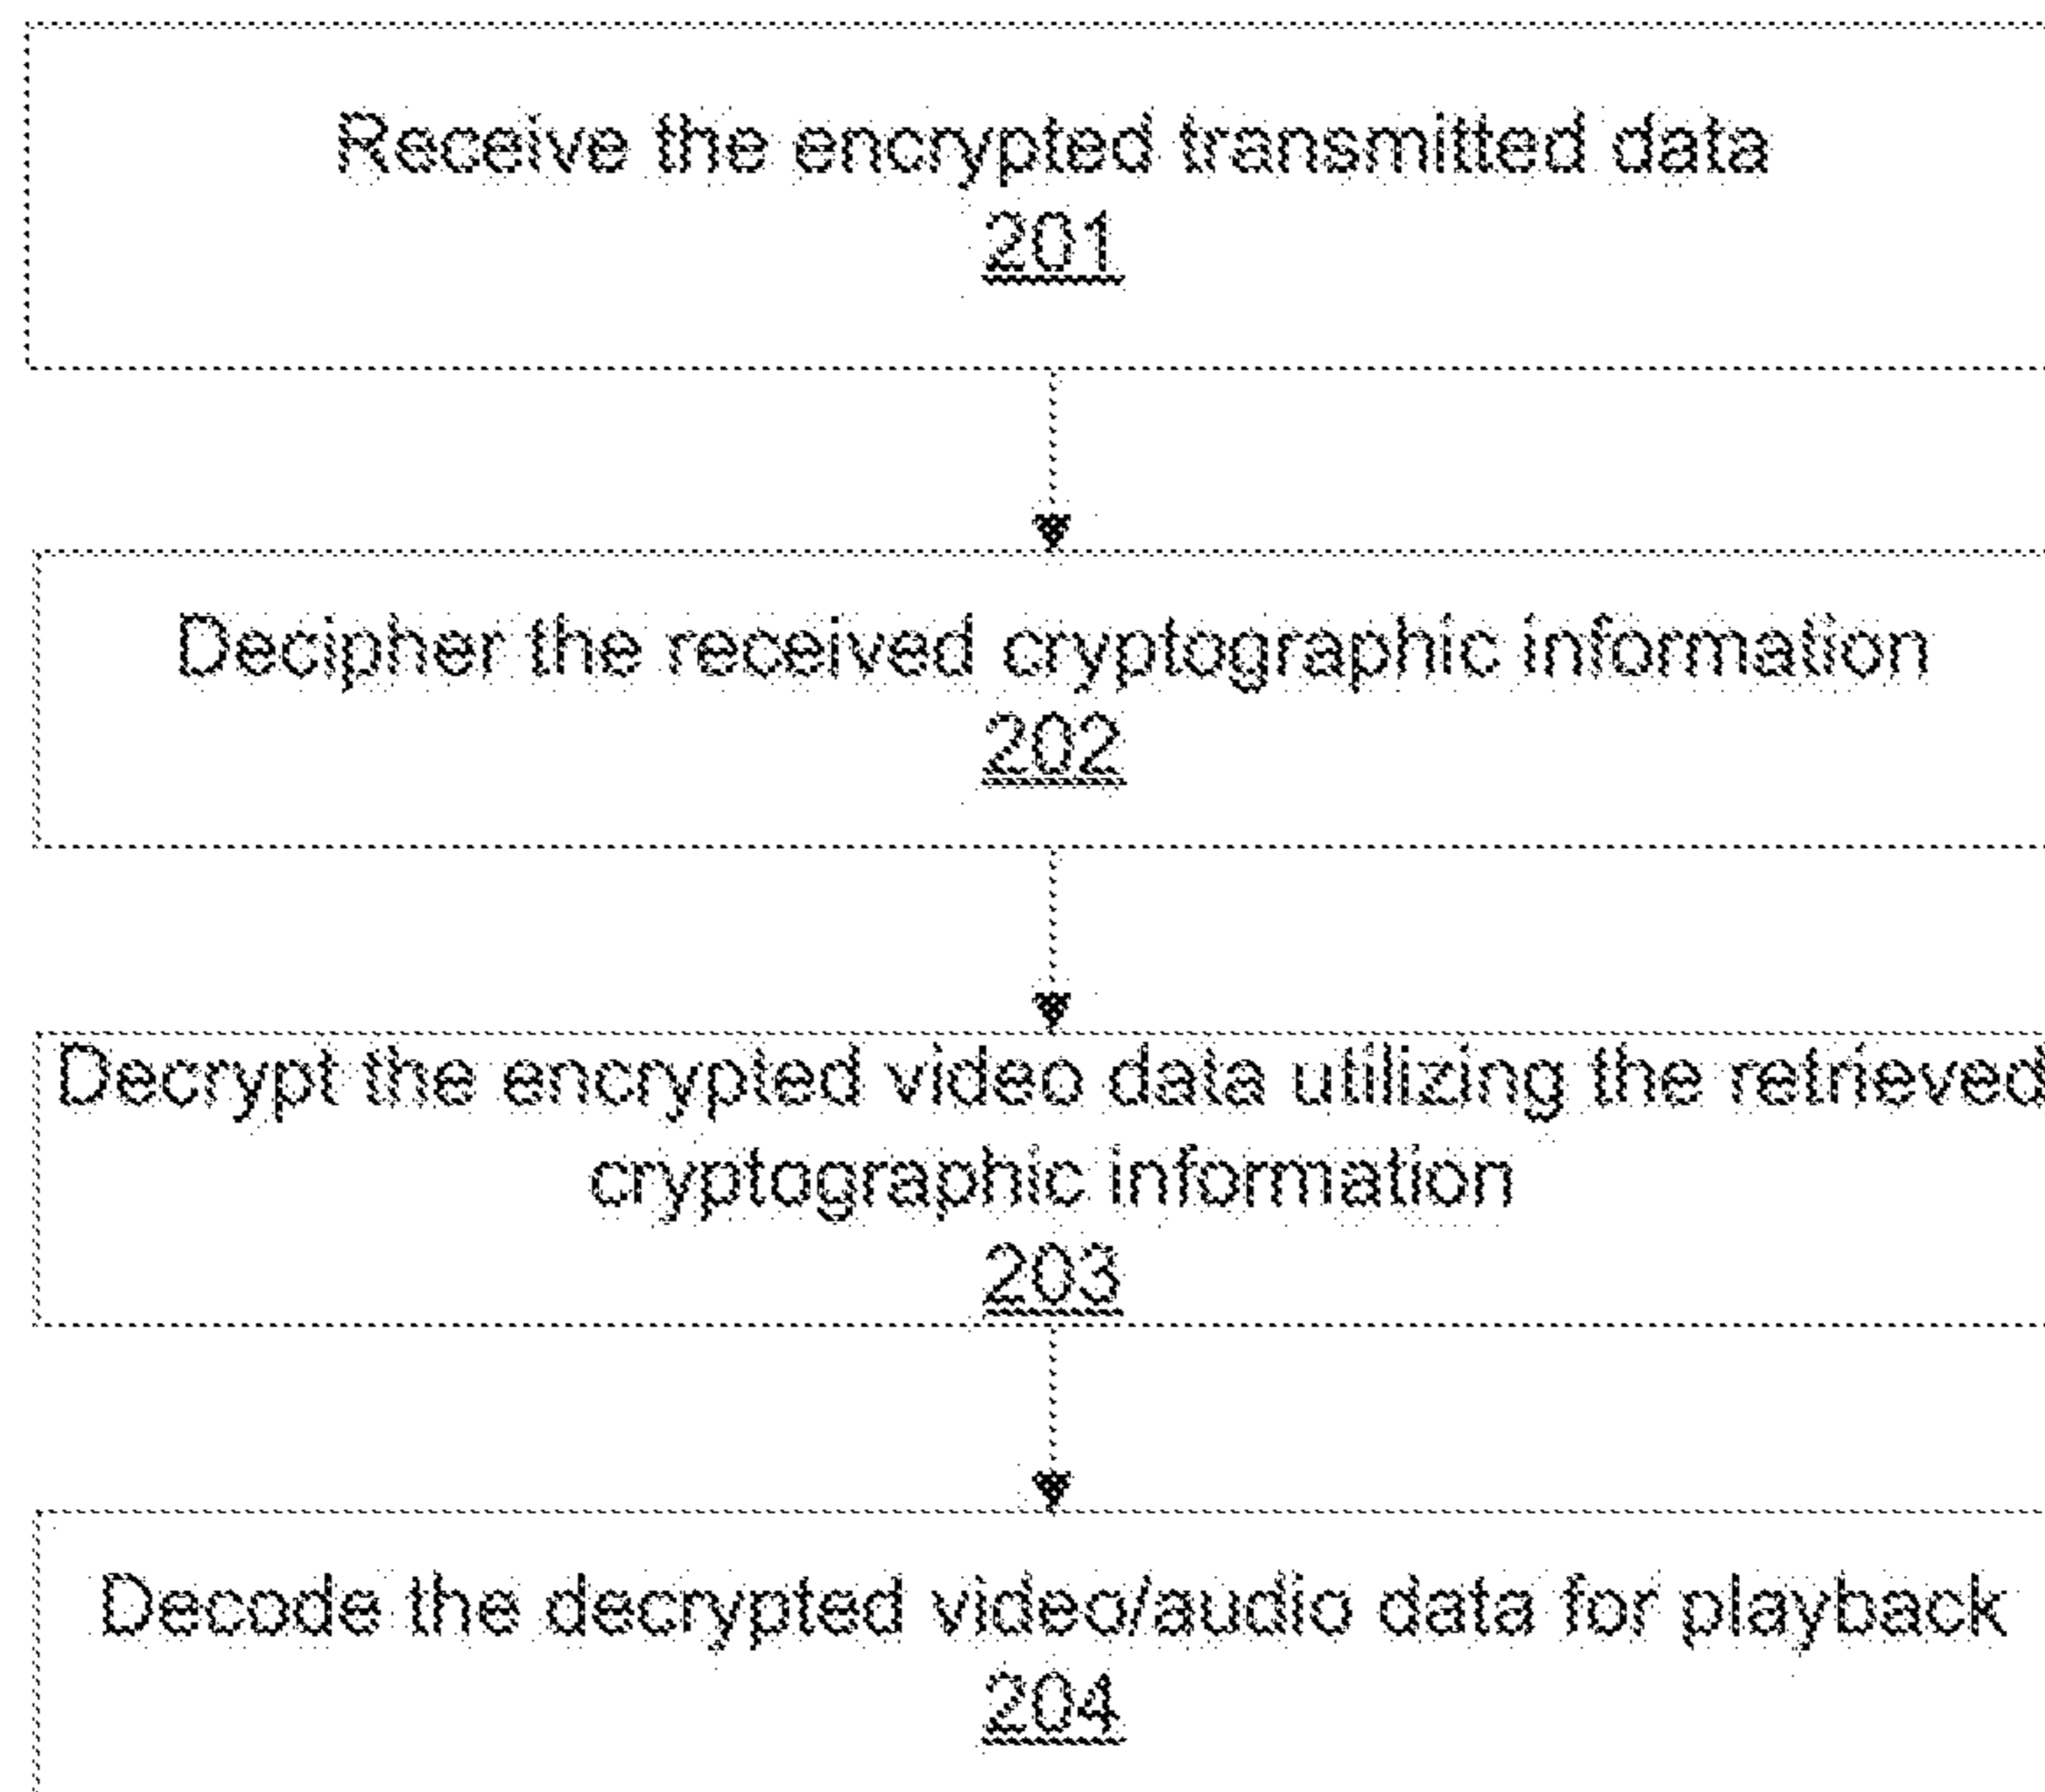 Receive the encrypted transmitted data
201
Decipher the received cryptographic information
202
Decrypt the encrypted video data utilizing the retrieved
cryptographic information
203
Decode the decrypted video/audio data for playback
204